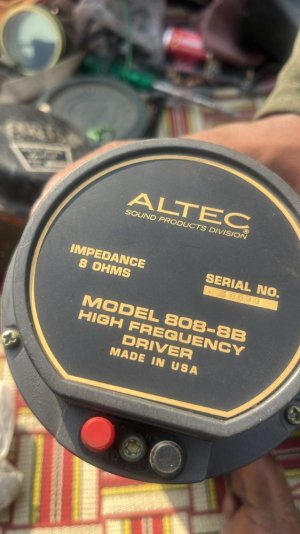 ALTEC
SOUND PRODUCTS DIVISION
IMPEDANCE
8 OHMS
SERIAL NO.
MODEL 808-8B
HIGH FREQUENCY
DRIVER
MADE IN USA